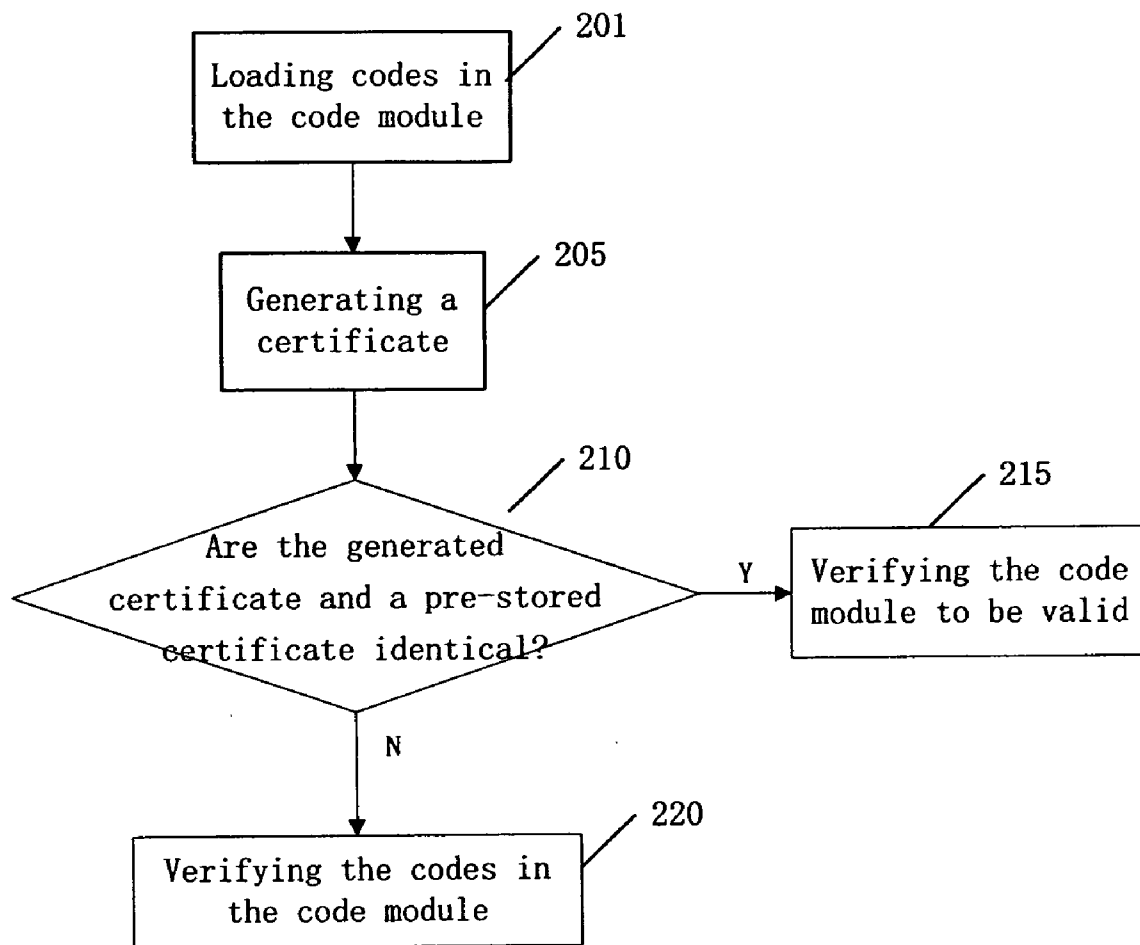 201
Loading codes in
the code module
205
Generating a
certificate
210
Are the generated
certificate and a pre-stored
certificate identical?
Y
215
Verifying the code
module to be valid
N
220
Verifying the codes in
the code module